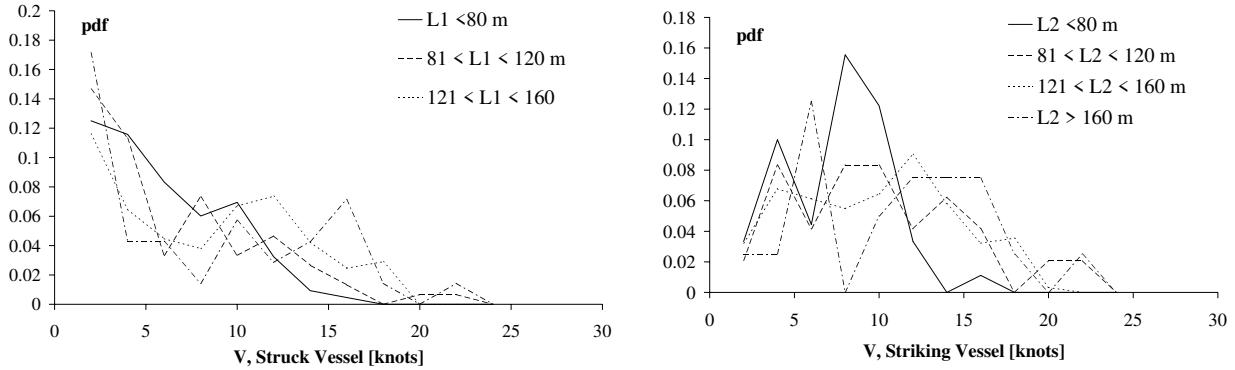 pdf
L1 <80 m
81 < L1 < 120 m
121 < L1 < 160
0.2
0.18
0.16
0.14
0.12
0.1
0.08
0.06
0.04
0.02
0
0 5 10 15 20 25 30
V, Struck Vessel [knots]
pdf
L2 <80 m
81 < L2 < 120 m
121 < L2 < 160 m
L2 > 160 m
0.18
0.16
0.14
0.12
0.1
0.08
0.06
0.04
0.02
0
0 5 10 15 20 25 30
V, Striking Vessel [knots]